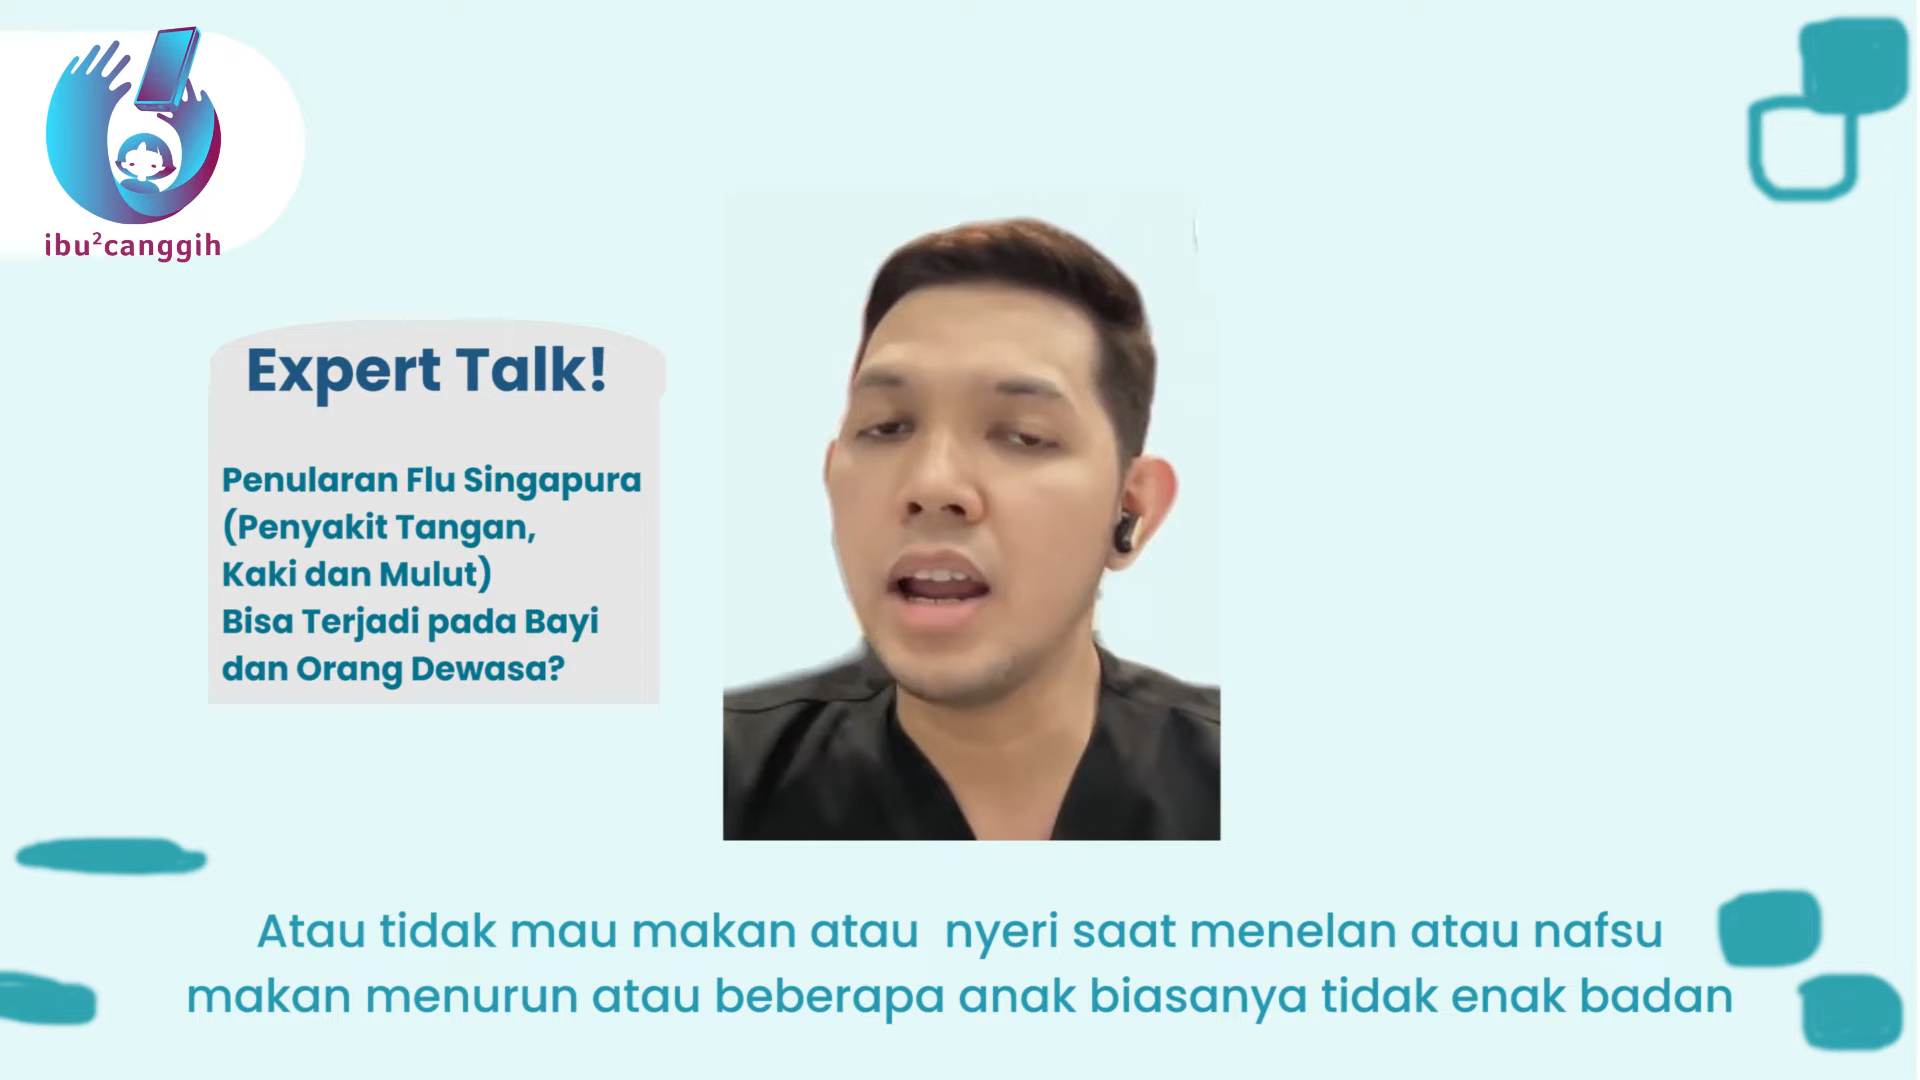 ibu²canggih
Expert Talk!
Penularan Flu Singapura
(Penyakit Tangan,
Kaki dan Mulut)
Bisa Terjadi pada Bayi
dan Orang Dewasa?
Atau tidak mau makan atau  nyeri saat menelan atau nafsu
makan menurun atau beberapa anak biasanya tidak enak badan